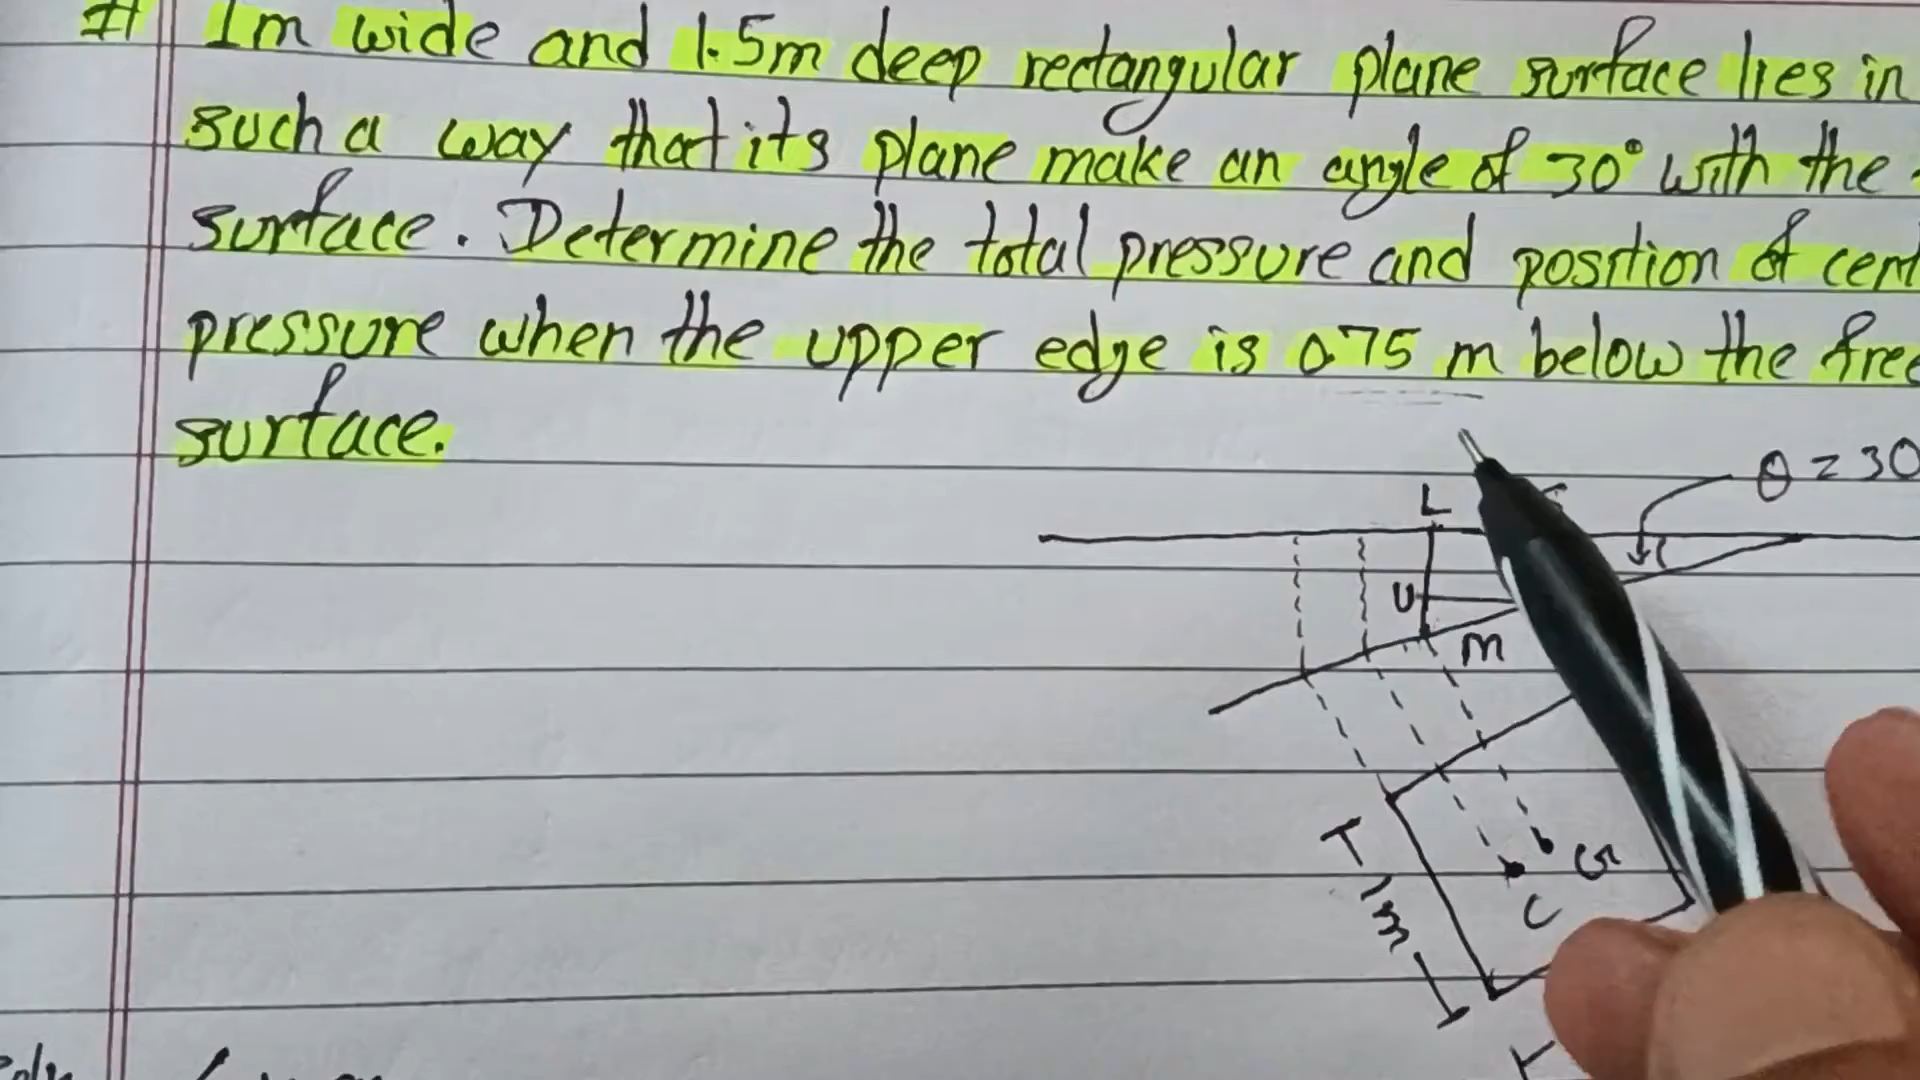 # 1m wide and 1.5m deep rectangular plane surface lies in
such a way that its plane make an angle of 30° with the
surface. Determine the total pressure and position of cent
pressure when the upper edge is 0.75 m below the free
surface.
θ = 30
L
U
m
G
C
1m